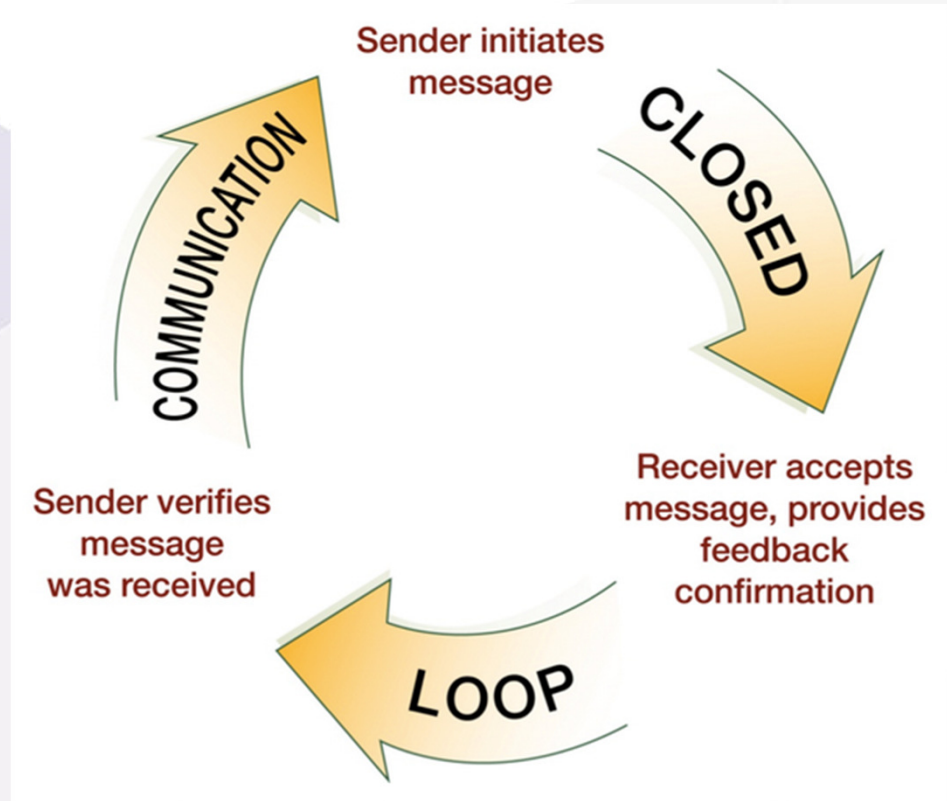 Sender initiates
message
CLOSED
Receiver accepts
message, provides
feedback
confirmation
LOOP
Sender verifies
message
was received
COMMUNICATION